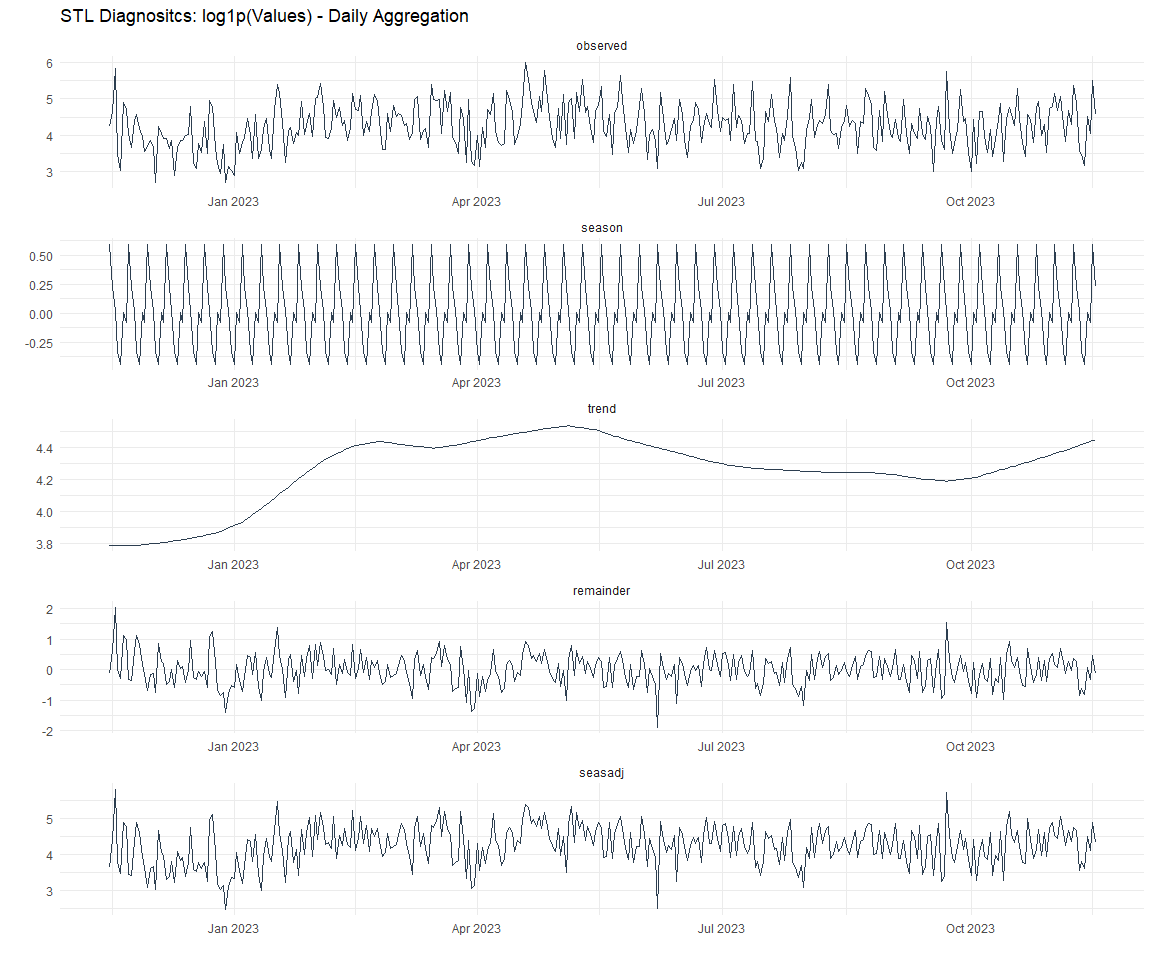 STL Diagnositcs: log1p(Values) - Daily Aggregation
observed
6
5
4
3
Jan 2023 Apr 2023 Jul 2023 Oct 2023
season
0.50
0.25
0.00
-0.25
Jan 2023 Apr 2023 Jul 2023 Oct 2023
trend
4.4
4.2
4.0
3.8
Jan 2023 Apr 2023 Jul 2023 Oct 2023
remainder
2
1
0
-1
-2
Jan 2023 Apr 2023 Jul 2023 Oct 2023
seasadj
5
4
3
Jan 2023 Apr 2023 Jul 2023 Oct 2023